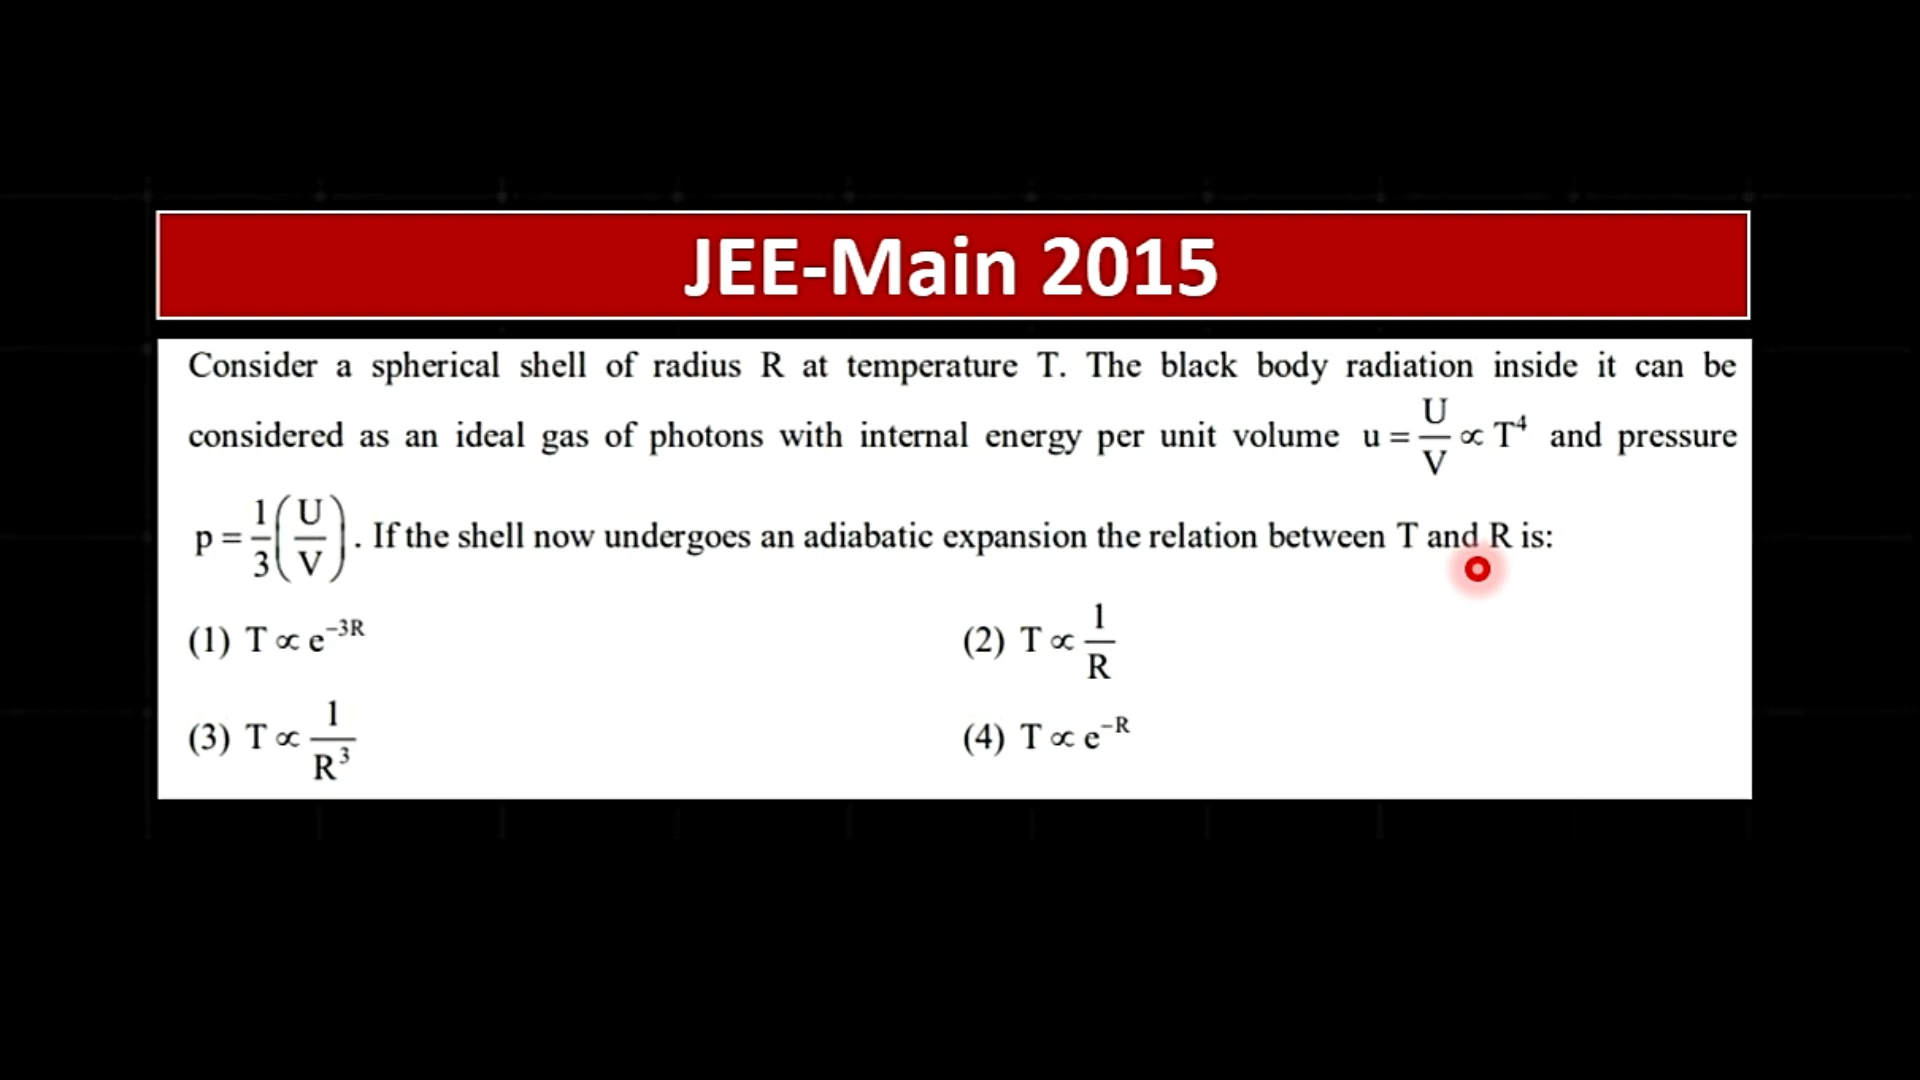 JEE-Main 2015
Consider a spherical shell of radius R at temperature T. The black body radiation inside it can be
considered as an ideal gas of photons with internal energy per unit volume u = U/V ∝ T⁴ and pressure
p = 1/3 (U/V). If the shell now undergoes an adiabatic expansion the relation between T and R is:
(1) T ∝ e⁻³ᴿ (2) T ∝ 1/R
(3) T ∝ 1/R³ (4) T ∝ e⁻ᴿ